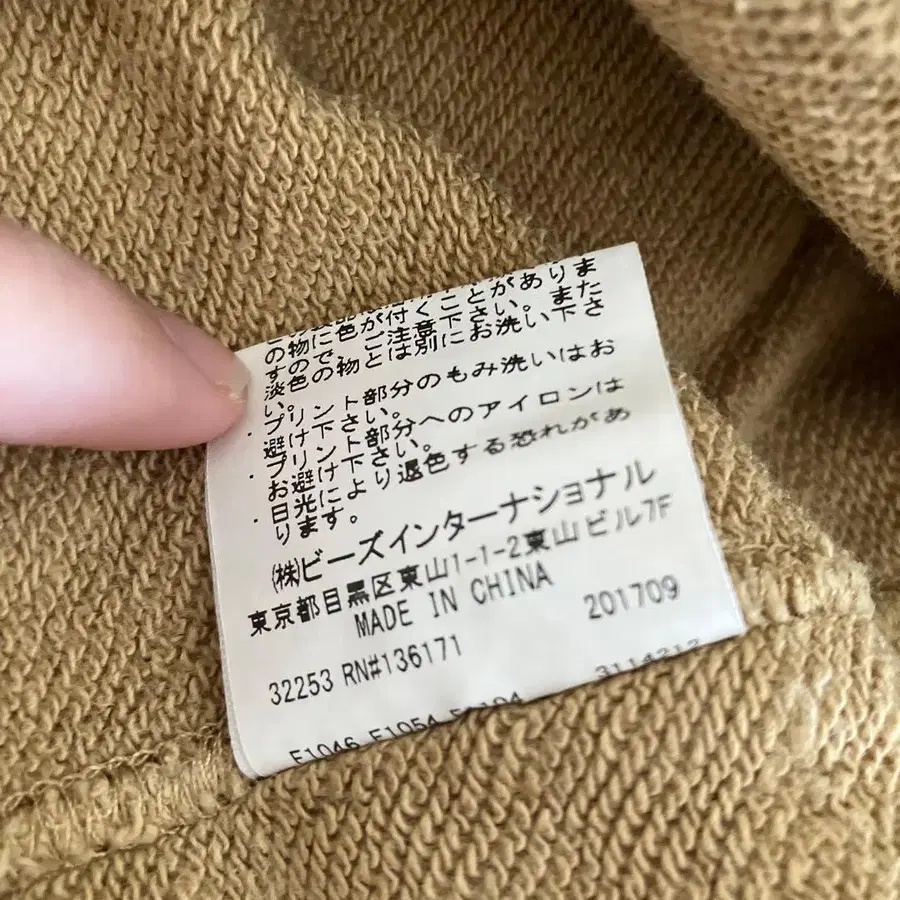 の物に色が付くことがありま
すので、ご注意下さい。また
淡色の物とは別にお洗い下さ
い。
・プリント部分のもみ洗いはお
避け下さい。
・プリント部分へのアイロンは
お避け下さい。
・日光により退色する恐れがあ
ります。
㈱ビーズインターナショナル
東京都目黒区東山1-1-2東山ビル7F
MADE IN CHINA 201709
32253 RN#136171